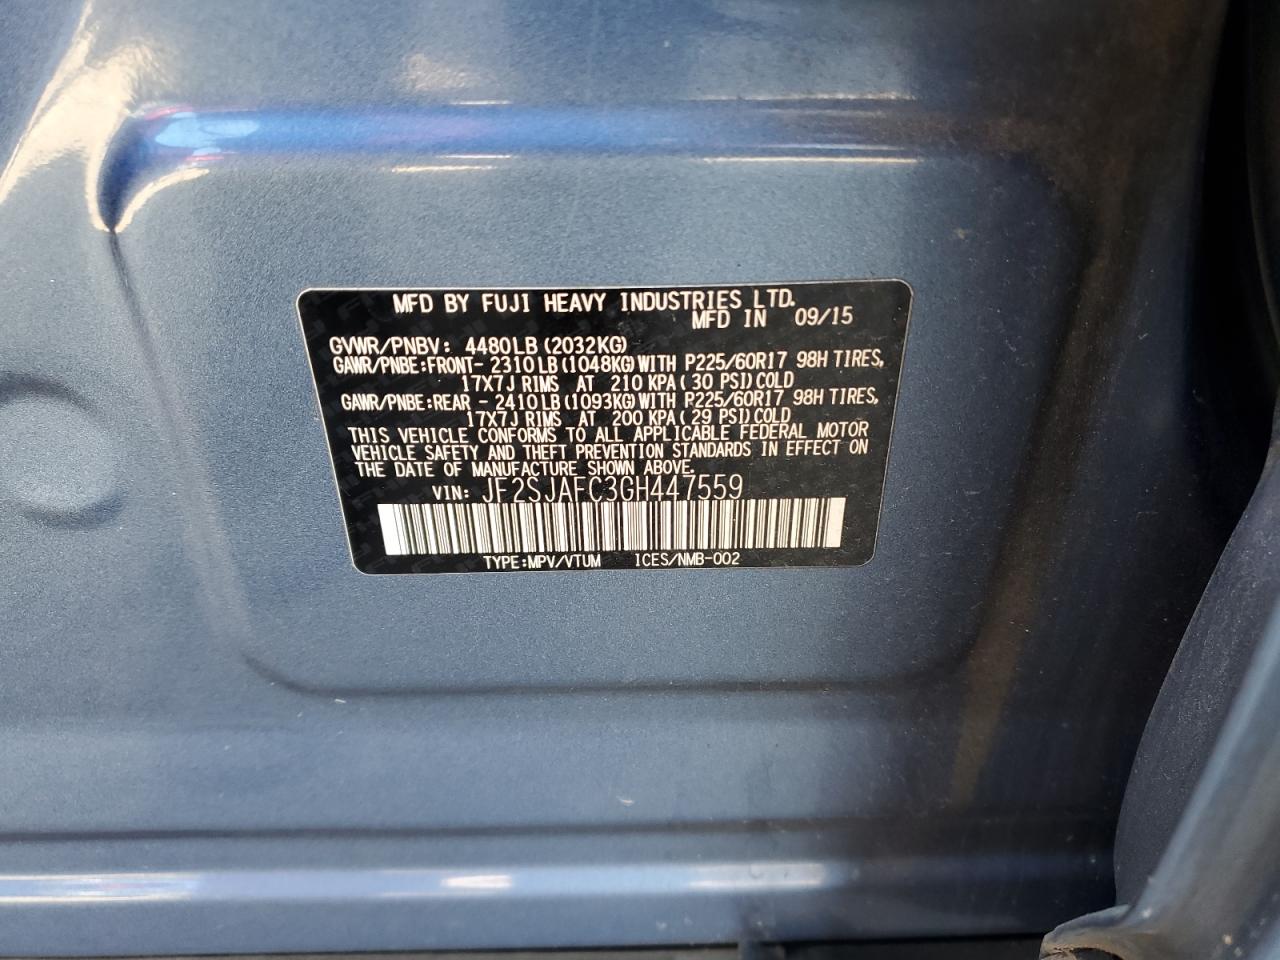 MFD BY FUJI HEAVY INDUSTRIES LTD.
MFD IN 09/15
GVWR/PNBV: 4480LB(2032KG)
GAWR/PNBE:FRONT- 2310LB(1048KG)WITH P225/60R17 98H TIRES,
17X7J RIMS AT 210 KPA(30 PSI)COLD
GAWR/PNBE:REAR - 2410LB(1093KG)WITH P225/60R17 98H TIRES,
17X7J RIMS AT 200 KPA(29 PSI)COLD
THIS VEHICLE CONFORMS TO ALL APPLICABLE FEDERAL MOTOR
VEHICLE SAFETY AND THEFT PREVENTION STANDARDS IN EFFECT ON
THE DATE OF MANUFACTURE SHOWN ABOVE.
VIN: JF2SJAFC3GH447559
TYPE:MPV/VTUM ICES/NMB-002